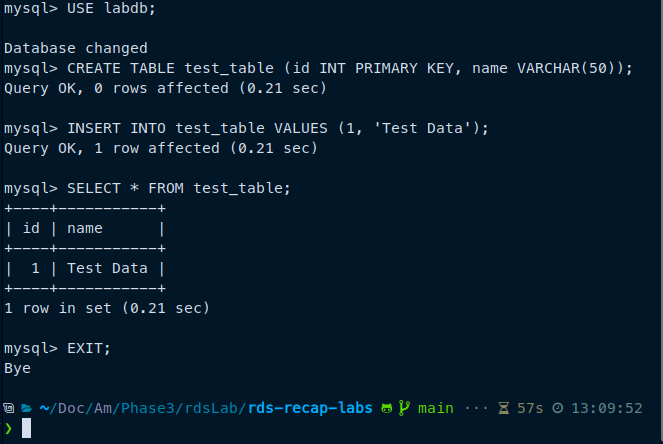 mysql> USE labdb;
Database changed
mysql> CREATE TABLE test_table (id INT PRIMARY KEY, name VARCHAR(50));
Query OK, 0 rows affected (0.21 sec)
mysql> INSERT INTO test_table VALUES (1, 'Test Data');
Query OK, 1 row affected (0.21 sec)
mysql> SELECT * FROM test_table;
+----+-----------+
| id | name      |
+----+-----------+
|  1 | Test Data |
+----+-----------+
1 row in set (0.21 sec)
mysql> EXIT;
Bye
~/Doc/Am/Phase3/rdsLab/rds-recap-labs main ··· 57s 13:09:52
❯